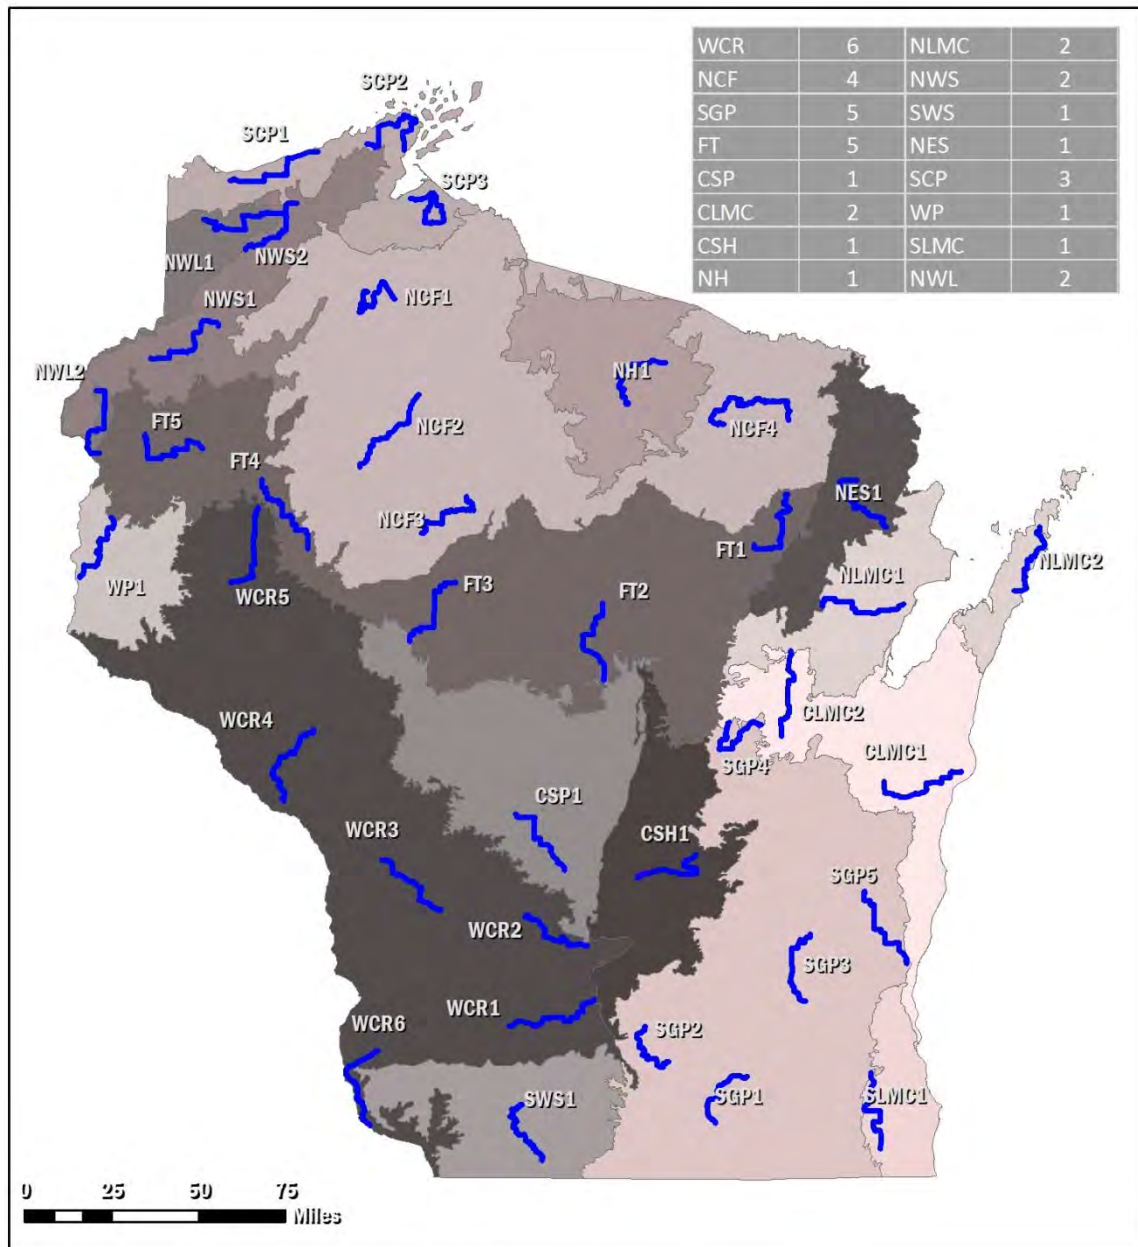 WCR 6 NLMC 2
NCF 4 NWS 2
SGP 5 SWS 1
FT 5 NES 1
CSP 1 SCP 3
CLMC 2 WP 1
CSH 1 SLMC 1
NH 1 NWL 2
SCP2
SCP1
SCP3
NWS2
NWL1
NWS1
NCF1
NWL2
NH1
FT5
NCF2
NCF4
FT4
NES1
NCF3
FT1
NLMC2
NLMC1
WP1
WCR5
FT3
FT2
WCR4
CLMC2
CLMC1
SGP4
CSP1
WCR3
CSH1
SGP5
WCR2
SGP3
WCR1
WCR6
SGP2
SWS1
SGP1
SLMC1
0 25 50 75
Miles